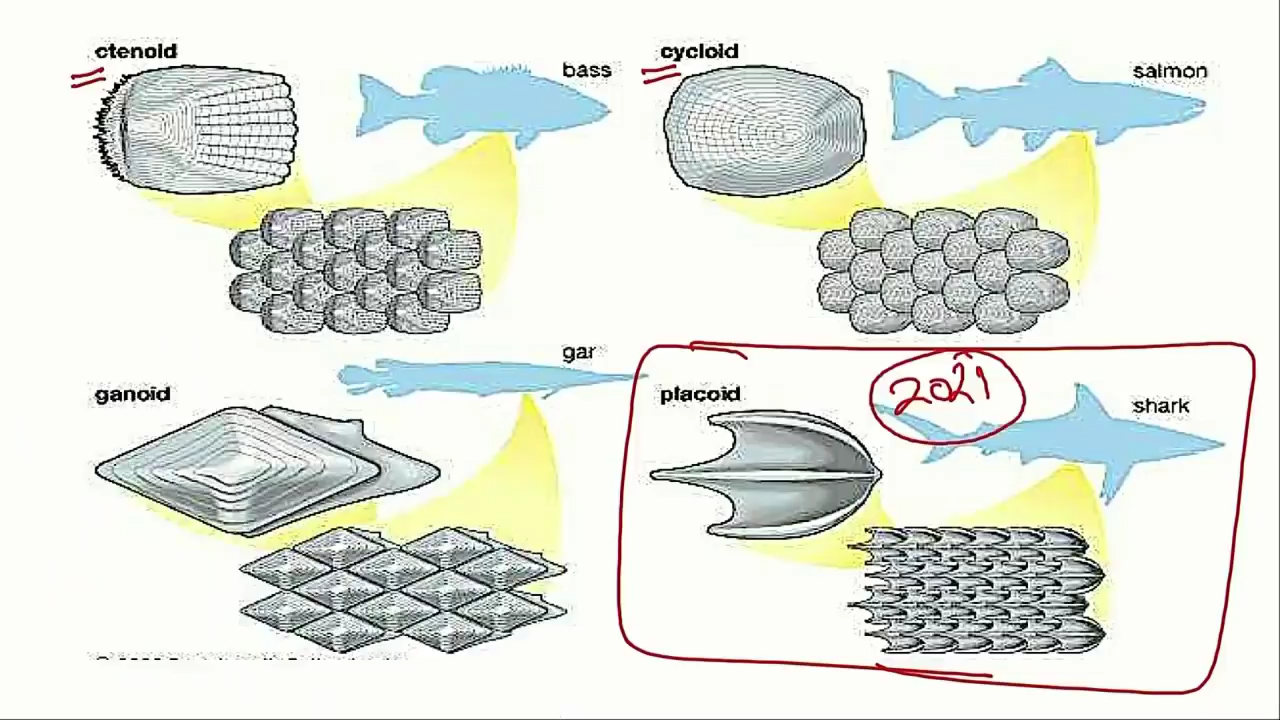 ctenoid
bass
cycloid
salmon
gar
ganoid
placoid
2021
shark